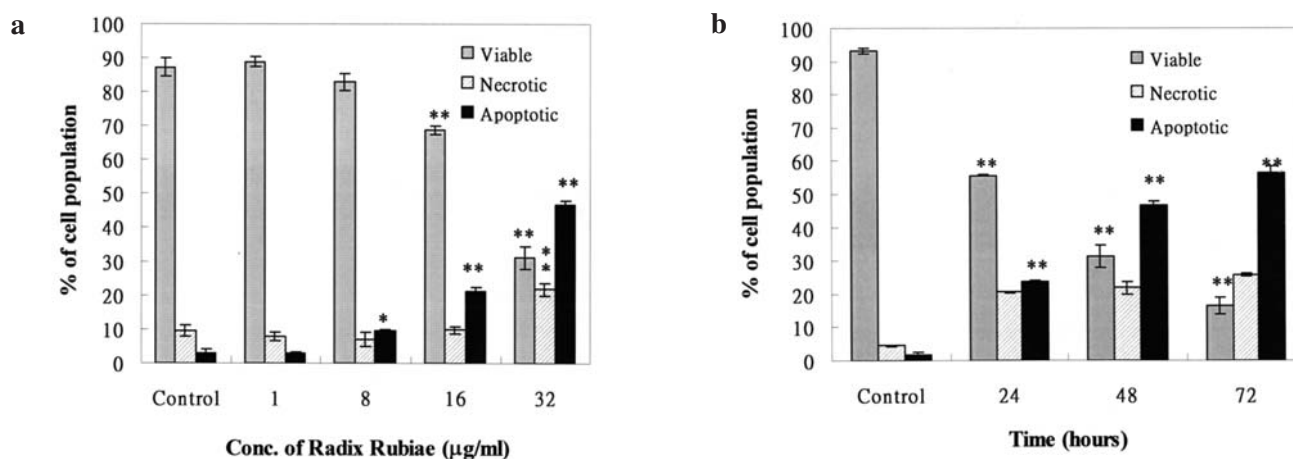 a
100
90
80
70
60
50
40
30
20
10
0
% of cell population
Viable
Necrotic
Apoptotic
**
**
*
**
*
*
**
Control 1 8 16 32
Conc. of Radix Rubiae (μg/ml)
b
100
90
80
70
60
50
40
30
20
10
0
% of cell population
Viable
Necrotic
Apoptotic
**
**
**
**
**
**
Control 24 48 72
Time (hours)